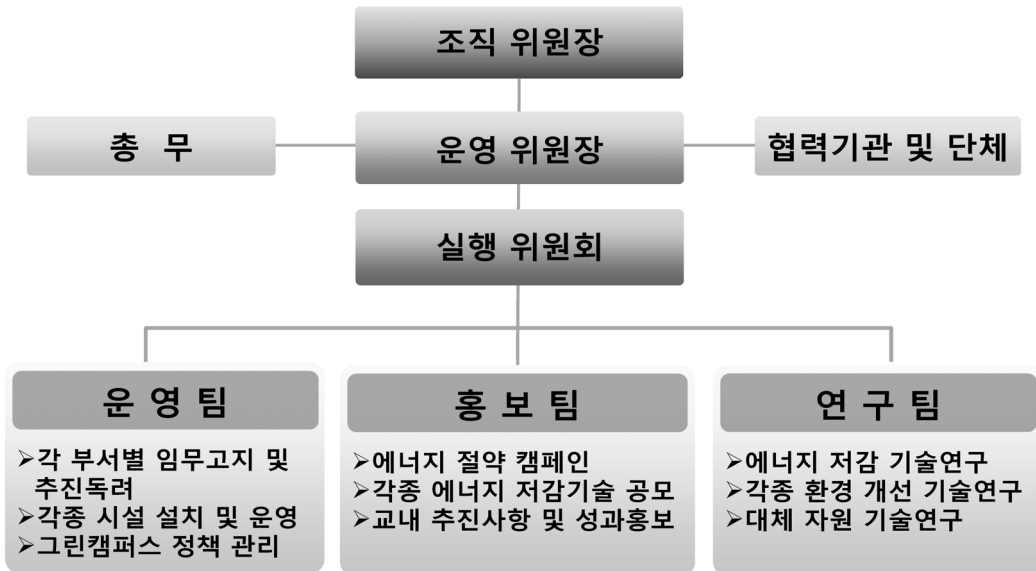 조직 위원장
총 무
운영 위원장
협력기관 및 단체
실행 위원회
운 영 팀
➢각 부서별 임무고지 및
추진독려
➢각종 시설 설치 및 운영
➢그린캠퍼스 정책 관리
홍 보 팀
➢에너지 절약 캠페인
➢각종 에너지 저감기술 공모
➢교내 추진사항 및 성과홍보
연 구 팀
➢에너지 저감 기술연구
➢각종 환경 개선 기술연구
➢대체 자원 기술연구